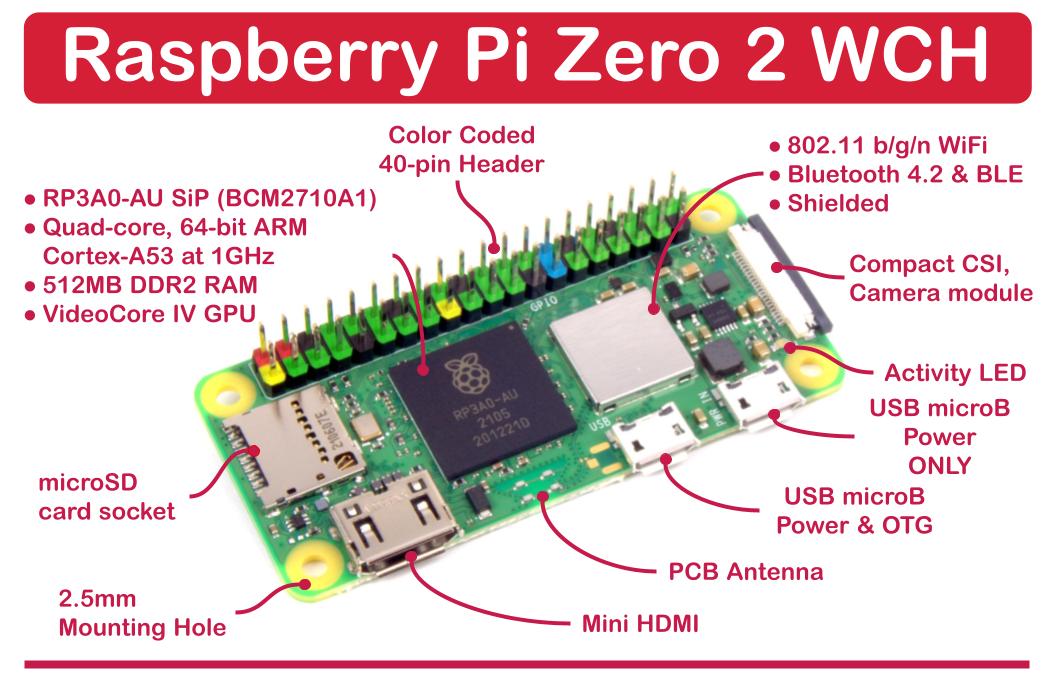 Raspberry Pi Zero 2 WCH
Color Coded
40-pin Header
• 802.11 b/g/n WiFi
• Bluetooth 4.2 & BLE
• Shielded
• RP3A0-AU SiP (BCM2710A1)
• Quad-core, 64-bit ARM
Cortex-A53 at 1GHz
• 512MB DDR2 RAM
• VideoCore IV GPU
Compact CSI,
Camera module
Activity LED
USB microB
Power
ONLY
USB microB
Power & OTG
PCB Antenna
Mini HDMI
2.5mm
Mounting Hole
microSD
card socket
GPIO
RP3A0-AU
2105
201221D
USB
PWR IN
210607E